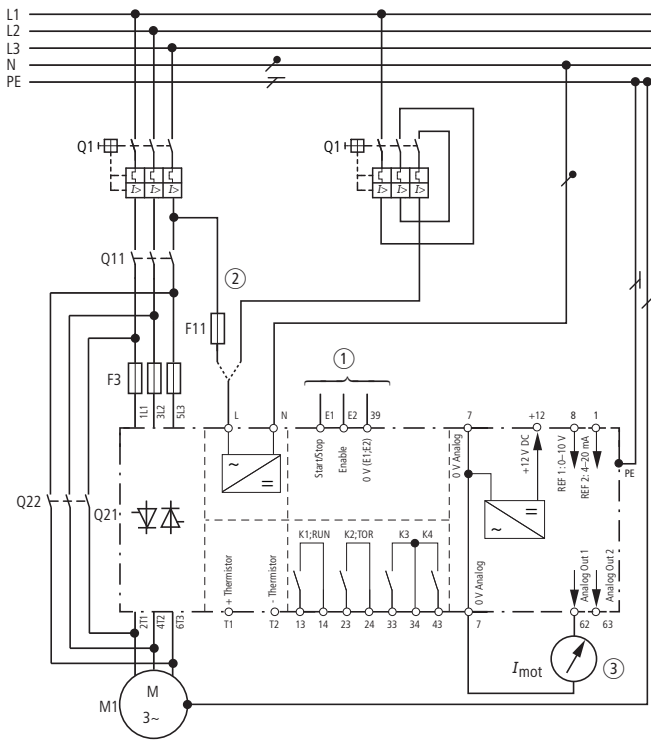 L1
L2
L3
N
PE
Q1
I> I> I>
Q1
I> I> I>
Q11
②
F11
①
F3
1L1
3L2
5L3
L
N
E1
E2
39
7
+12
8
1
Start/Stop
Enable
0 V (E1;E2)
0 V Analog
+12 V DC
REF 1: 0–10 V
REF 2: 4–20 mA
PE
~
=
=
~
Q22
Q21
K1;RUN
K2;TOR
K3
K4
+ Thermistor
- Thermistor
0 V Analog
Analog Out 1
Analog Out 2
2T1
4T2
6T3
T1
T2
13
14
23
24
33
34
43
7
62
63
Imot
③
M1
M
3~